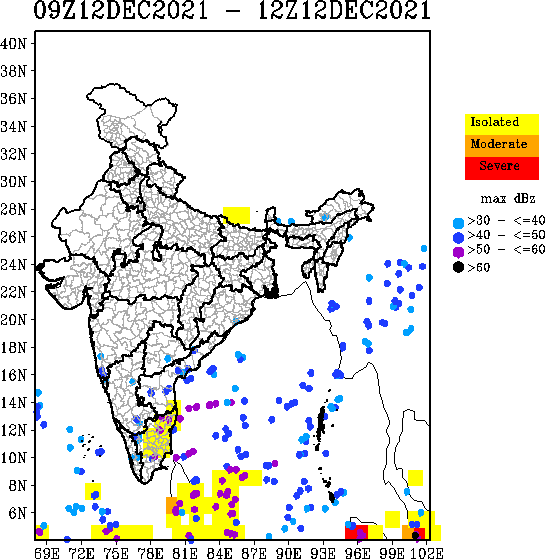 09Z12DEC2021 - 12Z12DEC2021
40N
38N
36N
34N
32N
30N
28N
26N
24N
22N
20N
18N
16N
14N
12N
10N
8N
6N
69E 72E 75E 78E 81E 84E 87E 90E 93E 96E 99E 102E
Isolated
Moderate
Severe
max dBz
>30 - <=40
>40 - <=50
>50 - <=60
>60